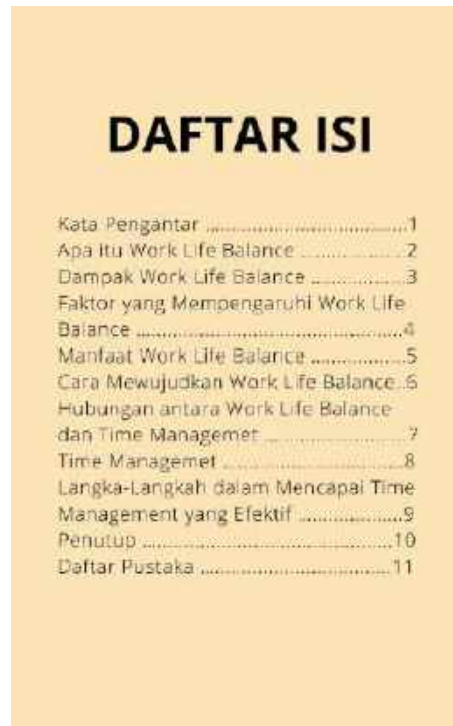 DAFTAR ISI
Kata Pengantar ........................................1
Apa itu Work Life Balance ....................2
Dampak Work Life Balance ..................3
Faktor yang Mempengaruhi Work Life
Balance .....................................................4
Manfaat Work Life Balance ..................5
Cara Mewujudkan Work Life Balance..6
Hubungan antara Work Life Balance
dan Time Managemet ............................7
Time Managemet ....................................8
Langka-Langkah dalam Mencapai Time
Management yang Efektif .....................9
Penutup .................................................10
Daftar Pustaka .....................................11